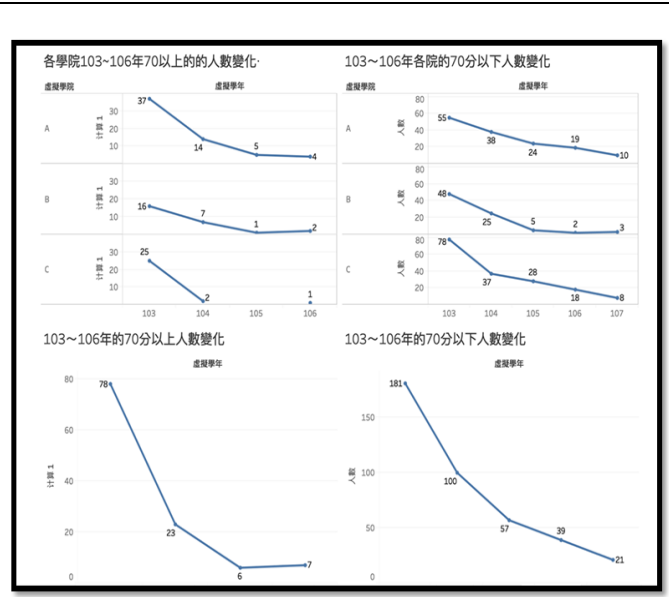 各學院103~106年70以上的的人數變化·
虛擬學院 虛擬學年
A
计算 1
30
20
10
37
14
5
4
B
计算 1
30
20
10
16
7
1
2
C
计算 1
30
20
10
25
2
1
103 104 105 106
103～106年各院的70分以下人數變化
虛擬學院 虛擬學年
A
人數
80
60
40
20
55
38
24
19
10
B
人數
80
60
40
20
48
25
5
2
3
C
人數
80
60
40
20
78
37
28
18
8
103 104 105 106 107
103～106年的70分以上人數變化
虛擬學年
计算 1
80
60
40
20
0
78
23
6
7
103～106年的70分以下人數變化
虛擬學年
人數
150
100
50
0
181
100
57
39
21